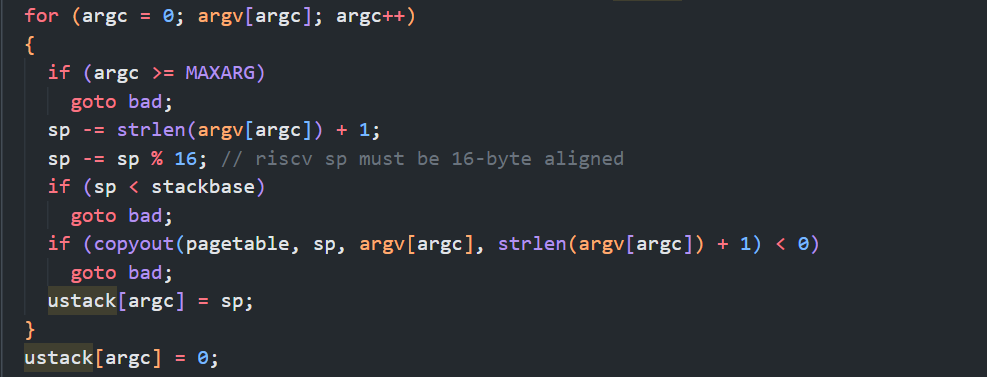 for (argc = 0; argv[argc]; argc++)
{
  if (argc >= MAXARG)
    goto bad;
  sp -= strlen(argv[argc]) + 1;
  sp -= sp % 16; // riscv sp must be 16-byte aligned
  if (sp < stackbase)
    goto bad;
  if (copyout(pagetable, sp, argv[argc], strlen(argv[argc]) + 1) < 0)
    goto bad;
  ustack[argc] = sp;
}
ustack[argc] = 0;